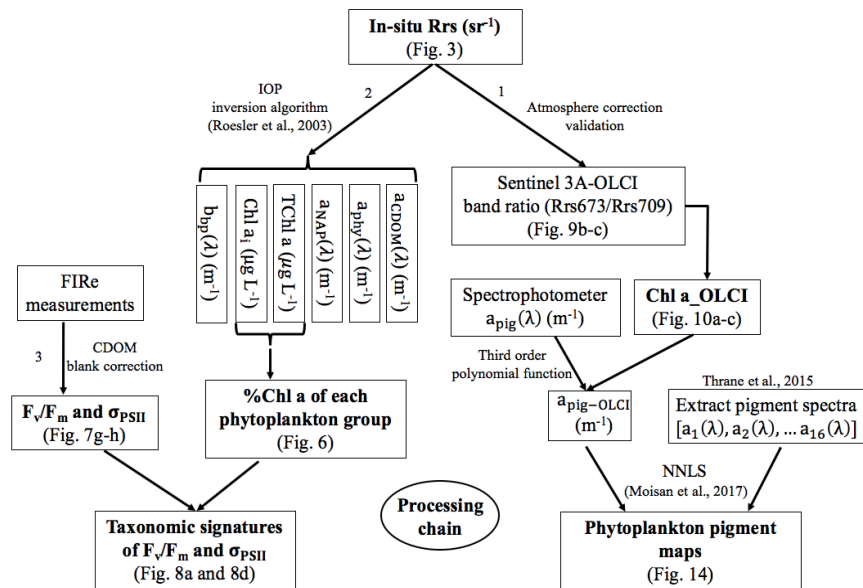 In-situ Rrs (sr⁻¹)
(Fig. 3)
IOP
inversion algorithm
(Roesler et al., 2003)
2
1
Atmosphere correction
validation
b_bp(λ) (m⁻¹)
Chl a_i (μg L⁻¹)
TChl a (μg L⁻¹)
a_NAP(λ) (m⁻¹)
a_phy(λ) (m⁻¹)
a_CDOM(λ) (m⁻¹)
Sentinel 3A-OLCI
band ratio (Rrs673/Rrs709)
(Fig. 9b-c)
FIRe
measurements
Spectrophotometer
a_pig(λ) (m⁻¹)
Chl a_OLCI
(Fig. 10a-c)
3
CDOM
blank correction
Third order
polynomial function
Thrane et al., 2015
F_v/F_m and σ_PSII
(Fig. 7g-h)
%Chl a of each
phytoplankton group
(Fig. 6)
a_pig−OLCI
(m⁻¹)
Extract pigment spectra
[a₁(λ), a₂(λ), … a₁₆(λ)]
NNLS
(Moisan et al., 2017)
Processing
chain
Taxonomic signatures
of F_v/F_m and σ_PSII
(Fig. 8a and 8d)
Phytoplankton pigment
maps
(Fig. 14)